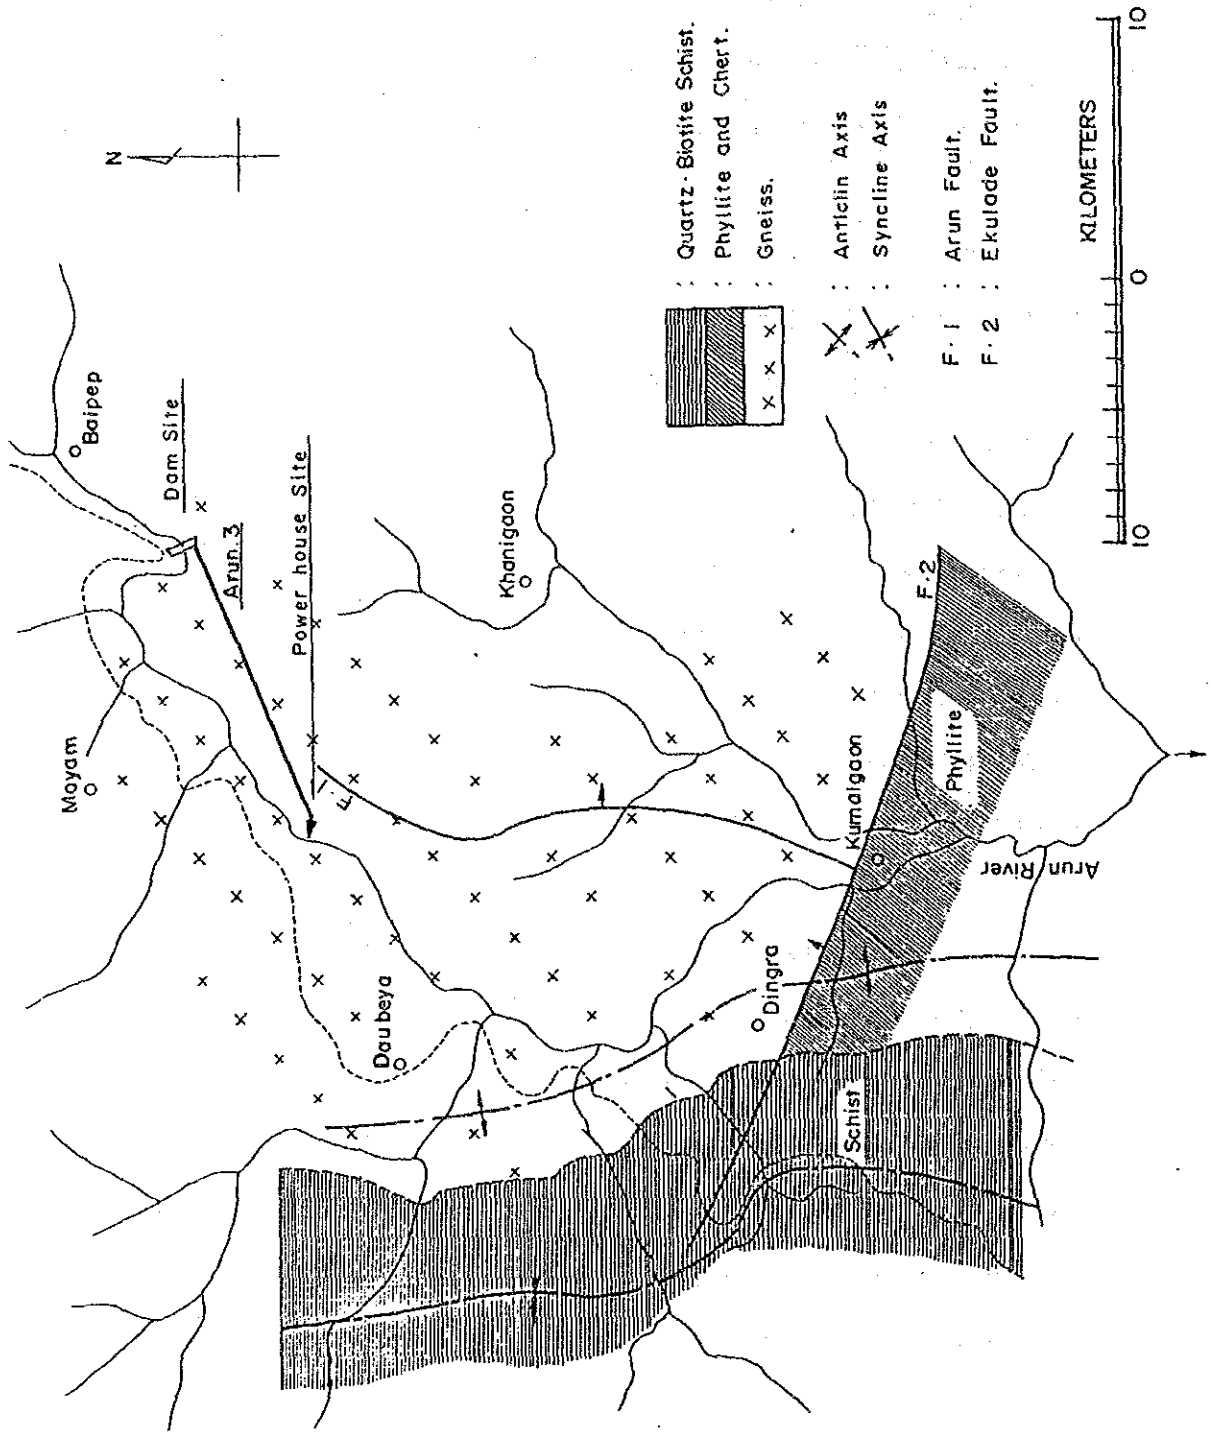 N
Baipep
Dam Site
Arun.3
Power house Site
Moyam
Khanigaon
Daubeya
Dingra
Kumalgaon
F.1
F.2
Phyllite
Schist
Arun River
: Quartz-Biotite Schist.
: Phyllite and Chert.
: Gneiss.
: Anticlin Axis
: Syncline Axis
F.1 : Arun Fault.
F.2 : Ekulade Fault.
KILOMETERS
10 0 10